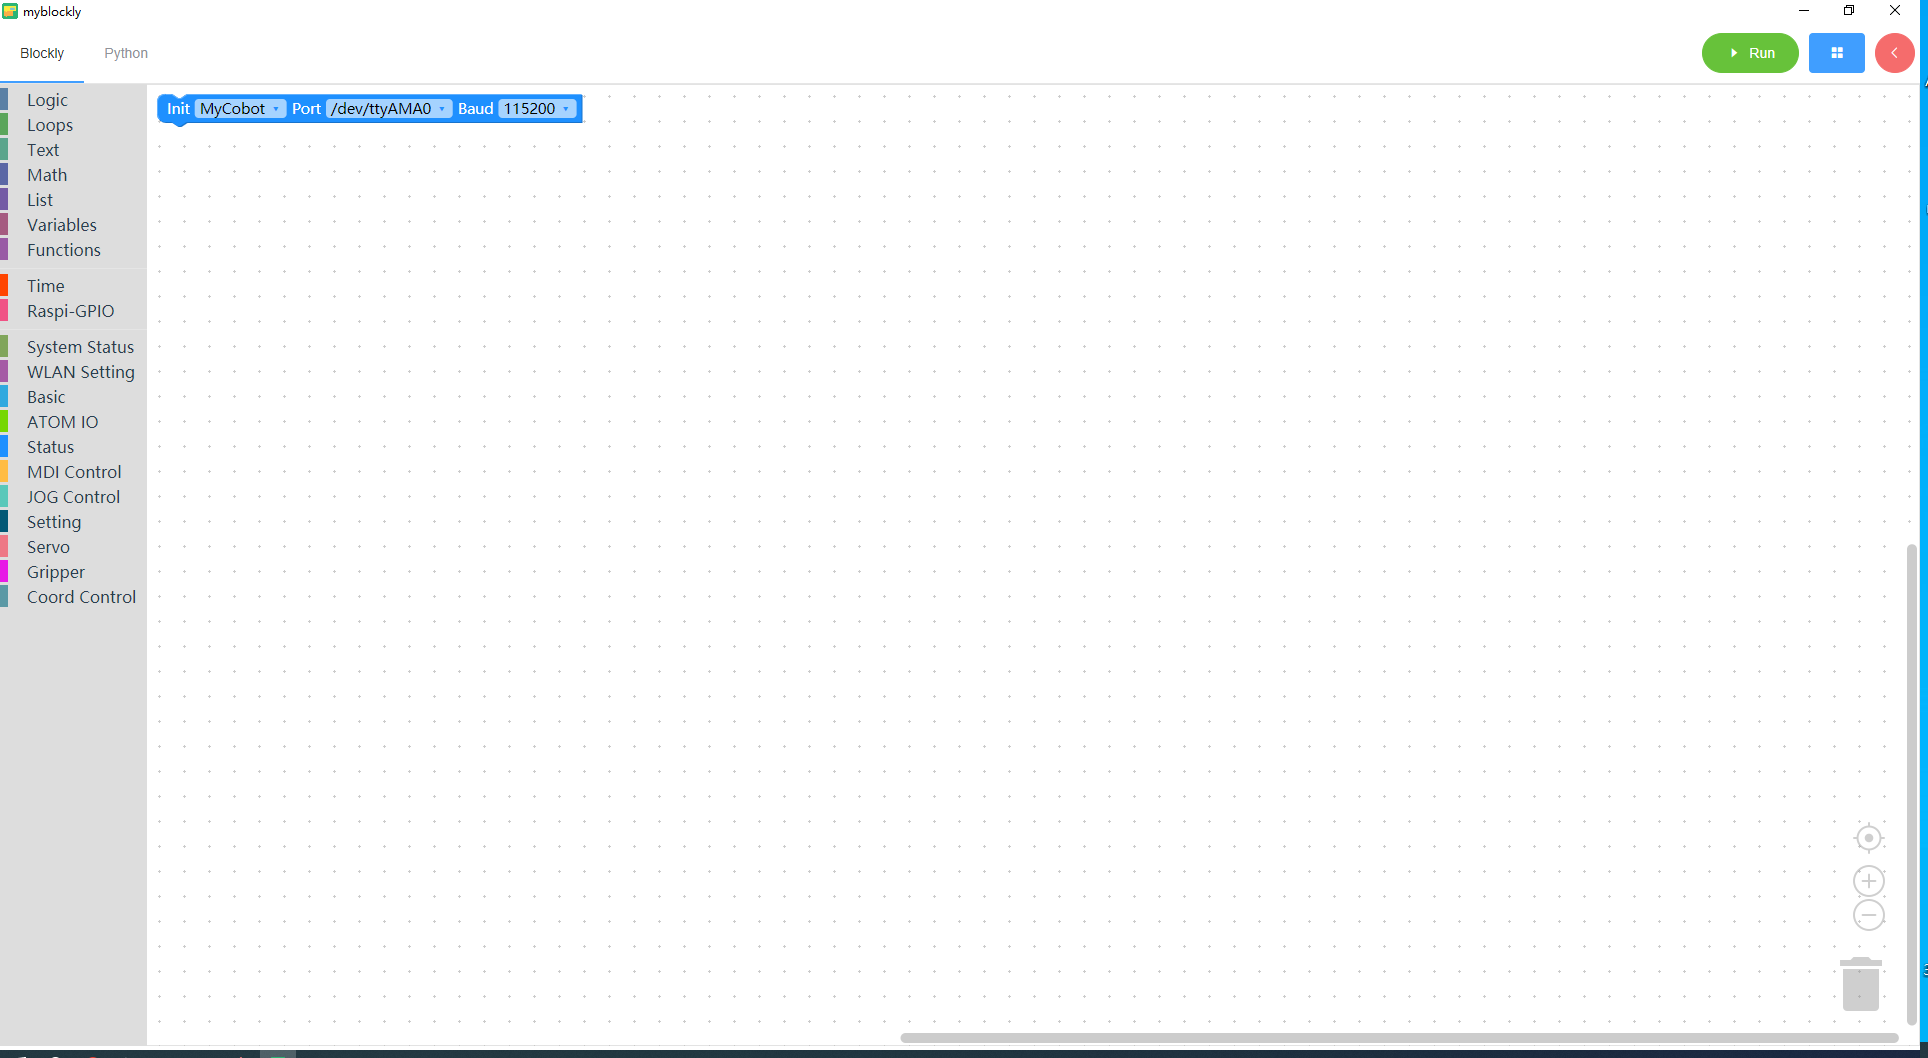 myblockly
Blockly Python Run
Init MyCobot Port /dev/ttyAMA0 Baud 115200
Logic
Loops
Text
Math
List
Variables
Functions
Time
Raspi-GPIO
System Status
WLAN Setting
Basic
ATOM IO
Status
MDI Control
JOG Control
Setting
Servo
Gripper
Coord Control